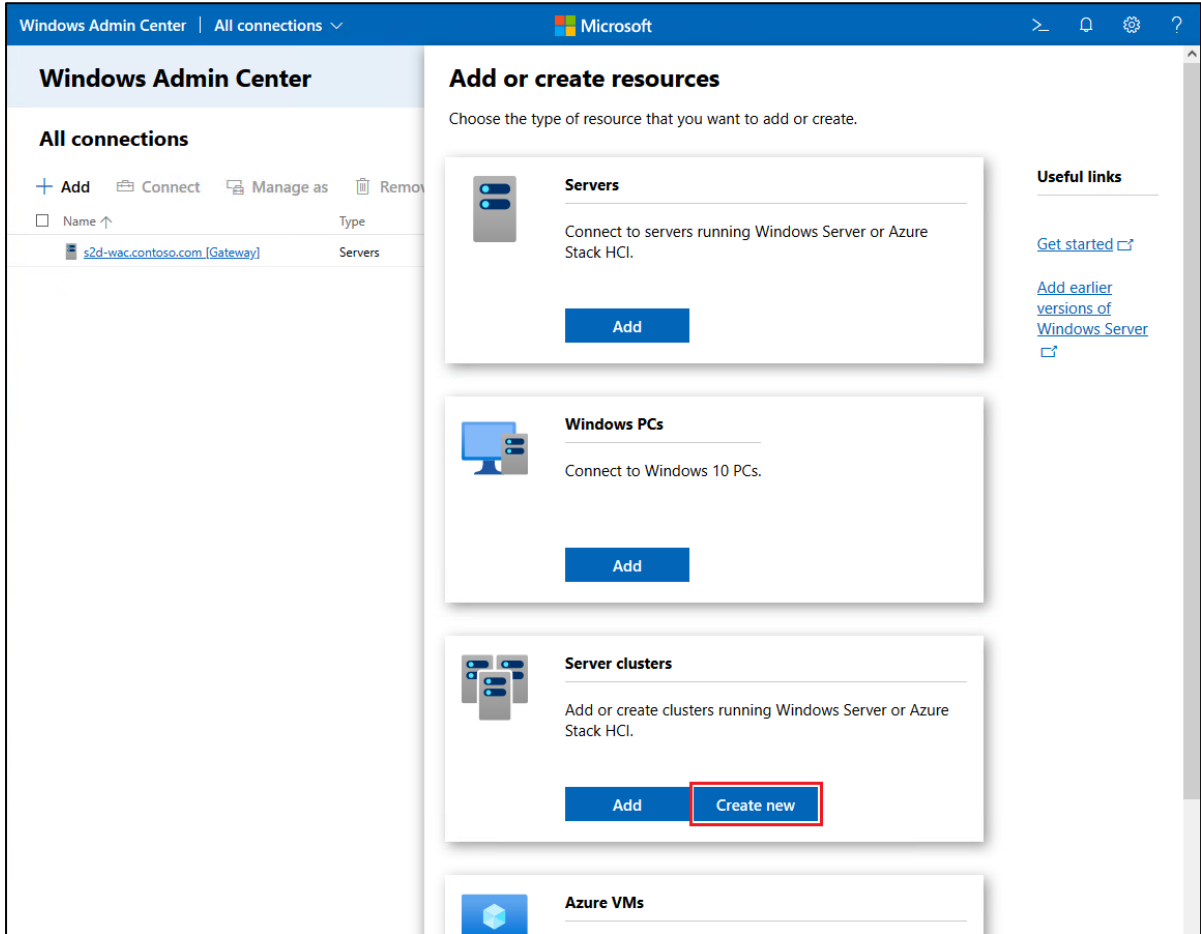 Windows Admin Center | All connections
Microsoft
Windows Admin Center
All connections
Add Connect Manage as
Name Type
s2d-wac.contoso.com [Gateway] Servers
Add or create resources
Choose the type of resource that you want to add or create.
Servers
Connect to servers running Windows Server or Azure
Stack HCI.
Add
Windows PCs
Connect to Windows 10 PCs.
Add
Server clusters
Add or create clusters running Windows Server or Azure
Stack HCI.
Add Create new
Azure VMs
Useful links
Get started
Add earlier
versions of
Windows Server